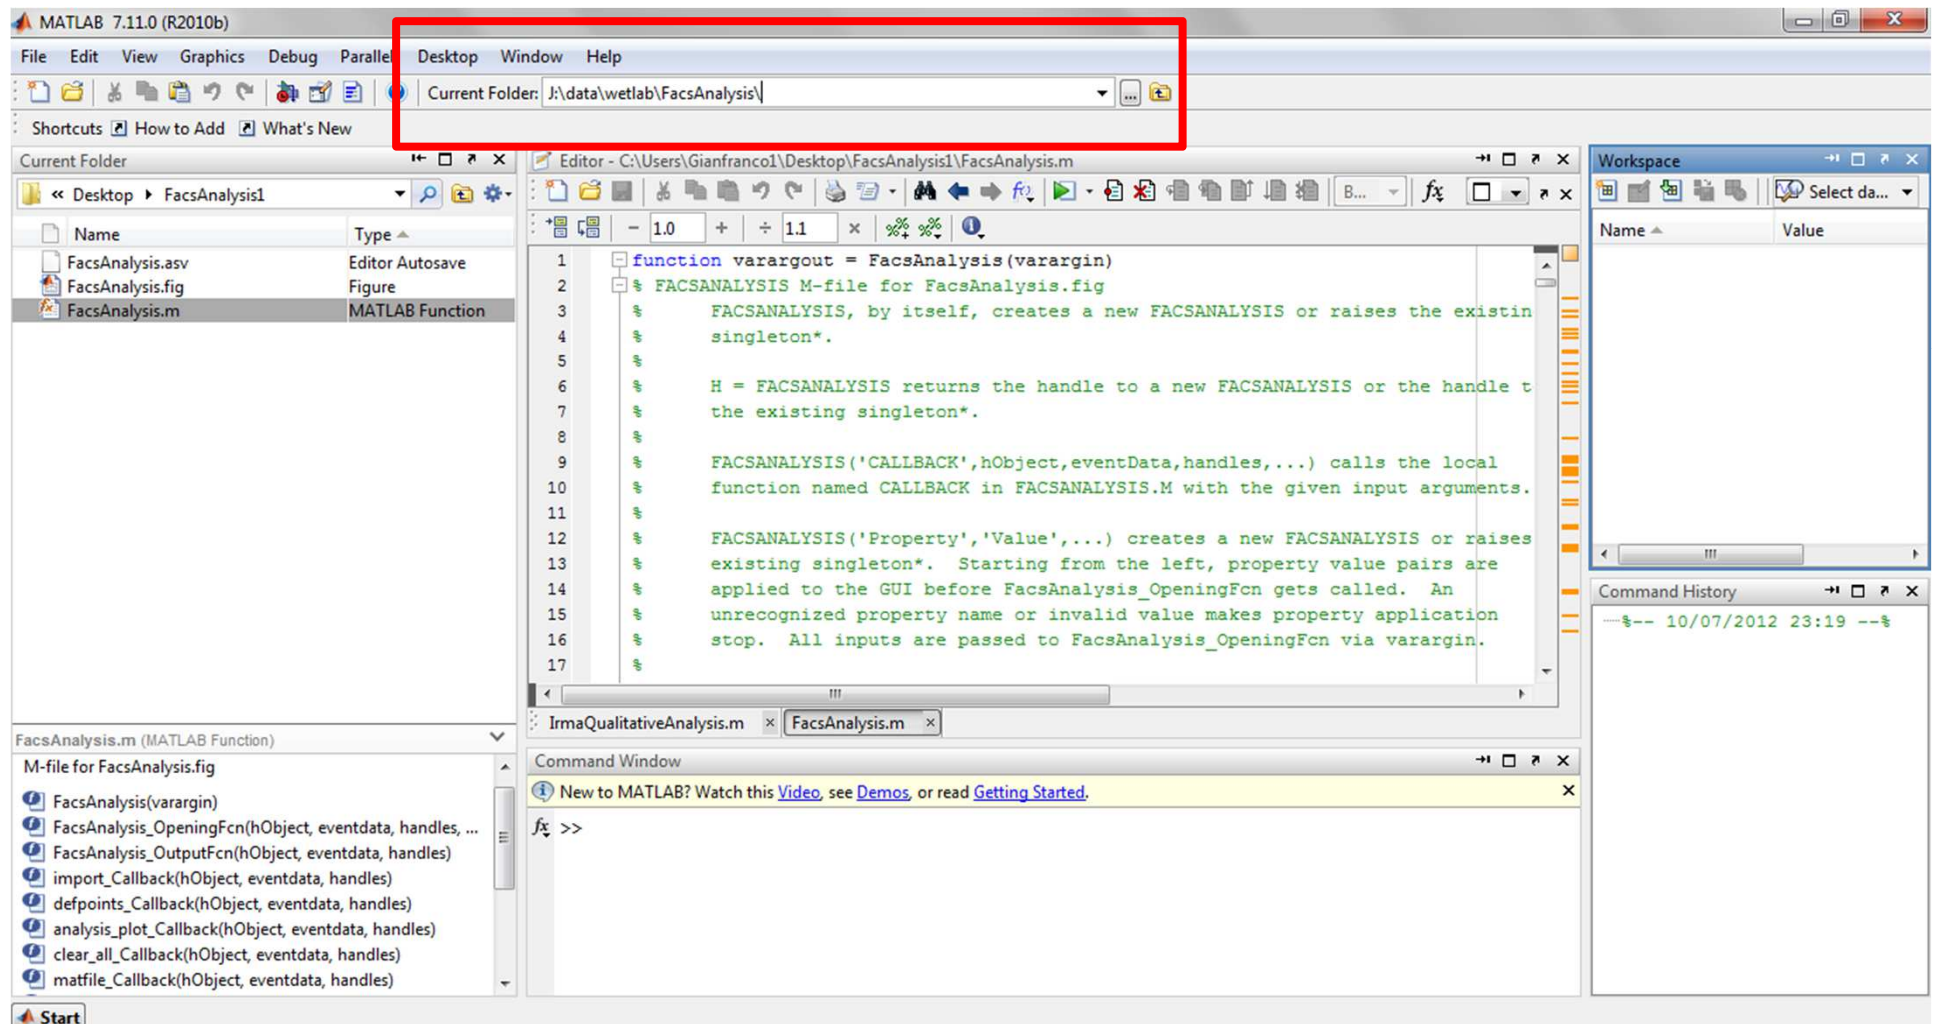 MATLAB 7.11.0 (R2010b)
File Edit View Graphics Debug Parallel Desktop Window Help
Current Folder: J:\data\wetlab\FacsAnalysis\
Shortcuts How to Add What's New
Current Folder
« Desktop FacsAnalysis1
Name Type
FacsAnalysis.asv Editor Autosave
FacsAnalysis.fig Figure
FacsAnalysis.m MATLAB Function
FacsAnalysis.m (MATLAB Function)
M-file for FacsAnalysis.fig
FacsAnalysis(varargin)
FacsAnalysis_OpeningFcn(hObject, eventdata, handles, ...
FacsAnalysis_OutputFcn(hObject, eventdata, handles)
import_Callback(hObject, eventdata, handles)
defpoints_Callback(hObject, eventdata, handles)
analysis_plot_Callback(hObject, eventdata, handles)
clear_all_Callback(hObject, eventdata, handles)
matfile_Callback(hObject, eventdata, handles)
Editor - C:\Users\Gianfranco1\Desktop\FacsAnalysis1\FacsAnalysis.m
B... fx
− 1.0 + ÷ 1.1 ×
1 function varargout = FacsAnalysis(varargin)
2 % FACSANALYSIS M-file for FacsAnalysis.fig
3 % FACSANALYSIS, by itself, creates a new FACSANALYSIS or raises the existin
4 % singleton*.
5 %
6 % H = FACSANALYSIS returns the handle to a new FACSANALYSIS or the handle t
7 % the existing singleton*.
8 %
9 % FACSANALYSIS('CALLBACK',hObject,eventData,handles,...) calls the local
10 % function named CALLBACK in FACSANALYSIS.M with the given input arguments.
11 %
12 % FACSANALYSIS('Property','Value',...) creates a new FACSANALYSIS or raises
13 % existing singleton*. Starting from the left, property value pairs are
14 % applied to the GUI before FacsAnalysis_OpeningFcn gets called. An
15 % unrecognized property name or invalid value makes property application
16 % stop. All inputs are passed to FacsAnalysis_OpeningFcn via varargin.
17 %
IrmaQualitativeAnalysis.m × FacsAnalysis.m ×
Command Window
New to MATLAB? Watch this Video, see Demos, or read Getting Started.
fx >>
Workspace
Select da...
Name Value
Command History
%-- 10/07/2012 23:19 --%
Start